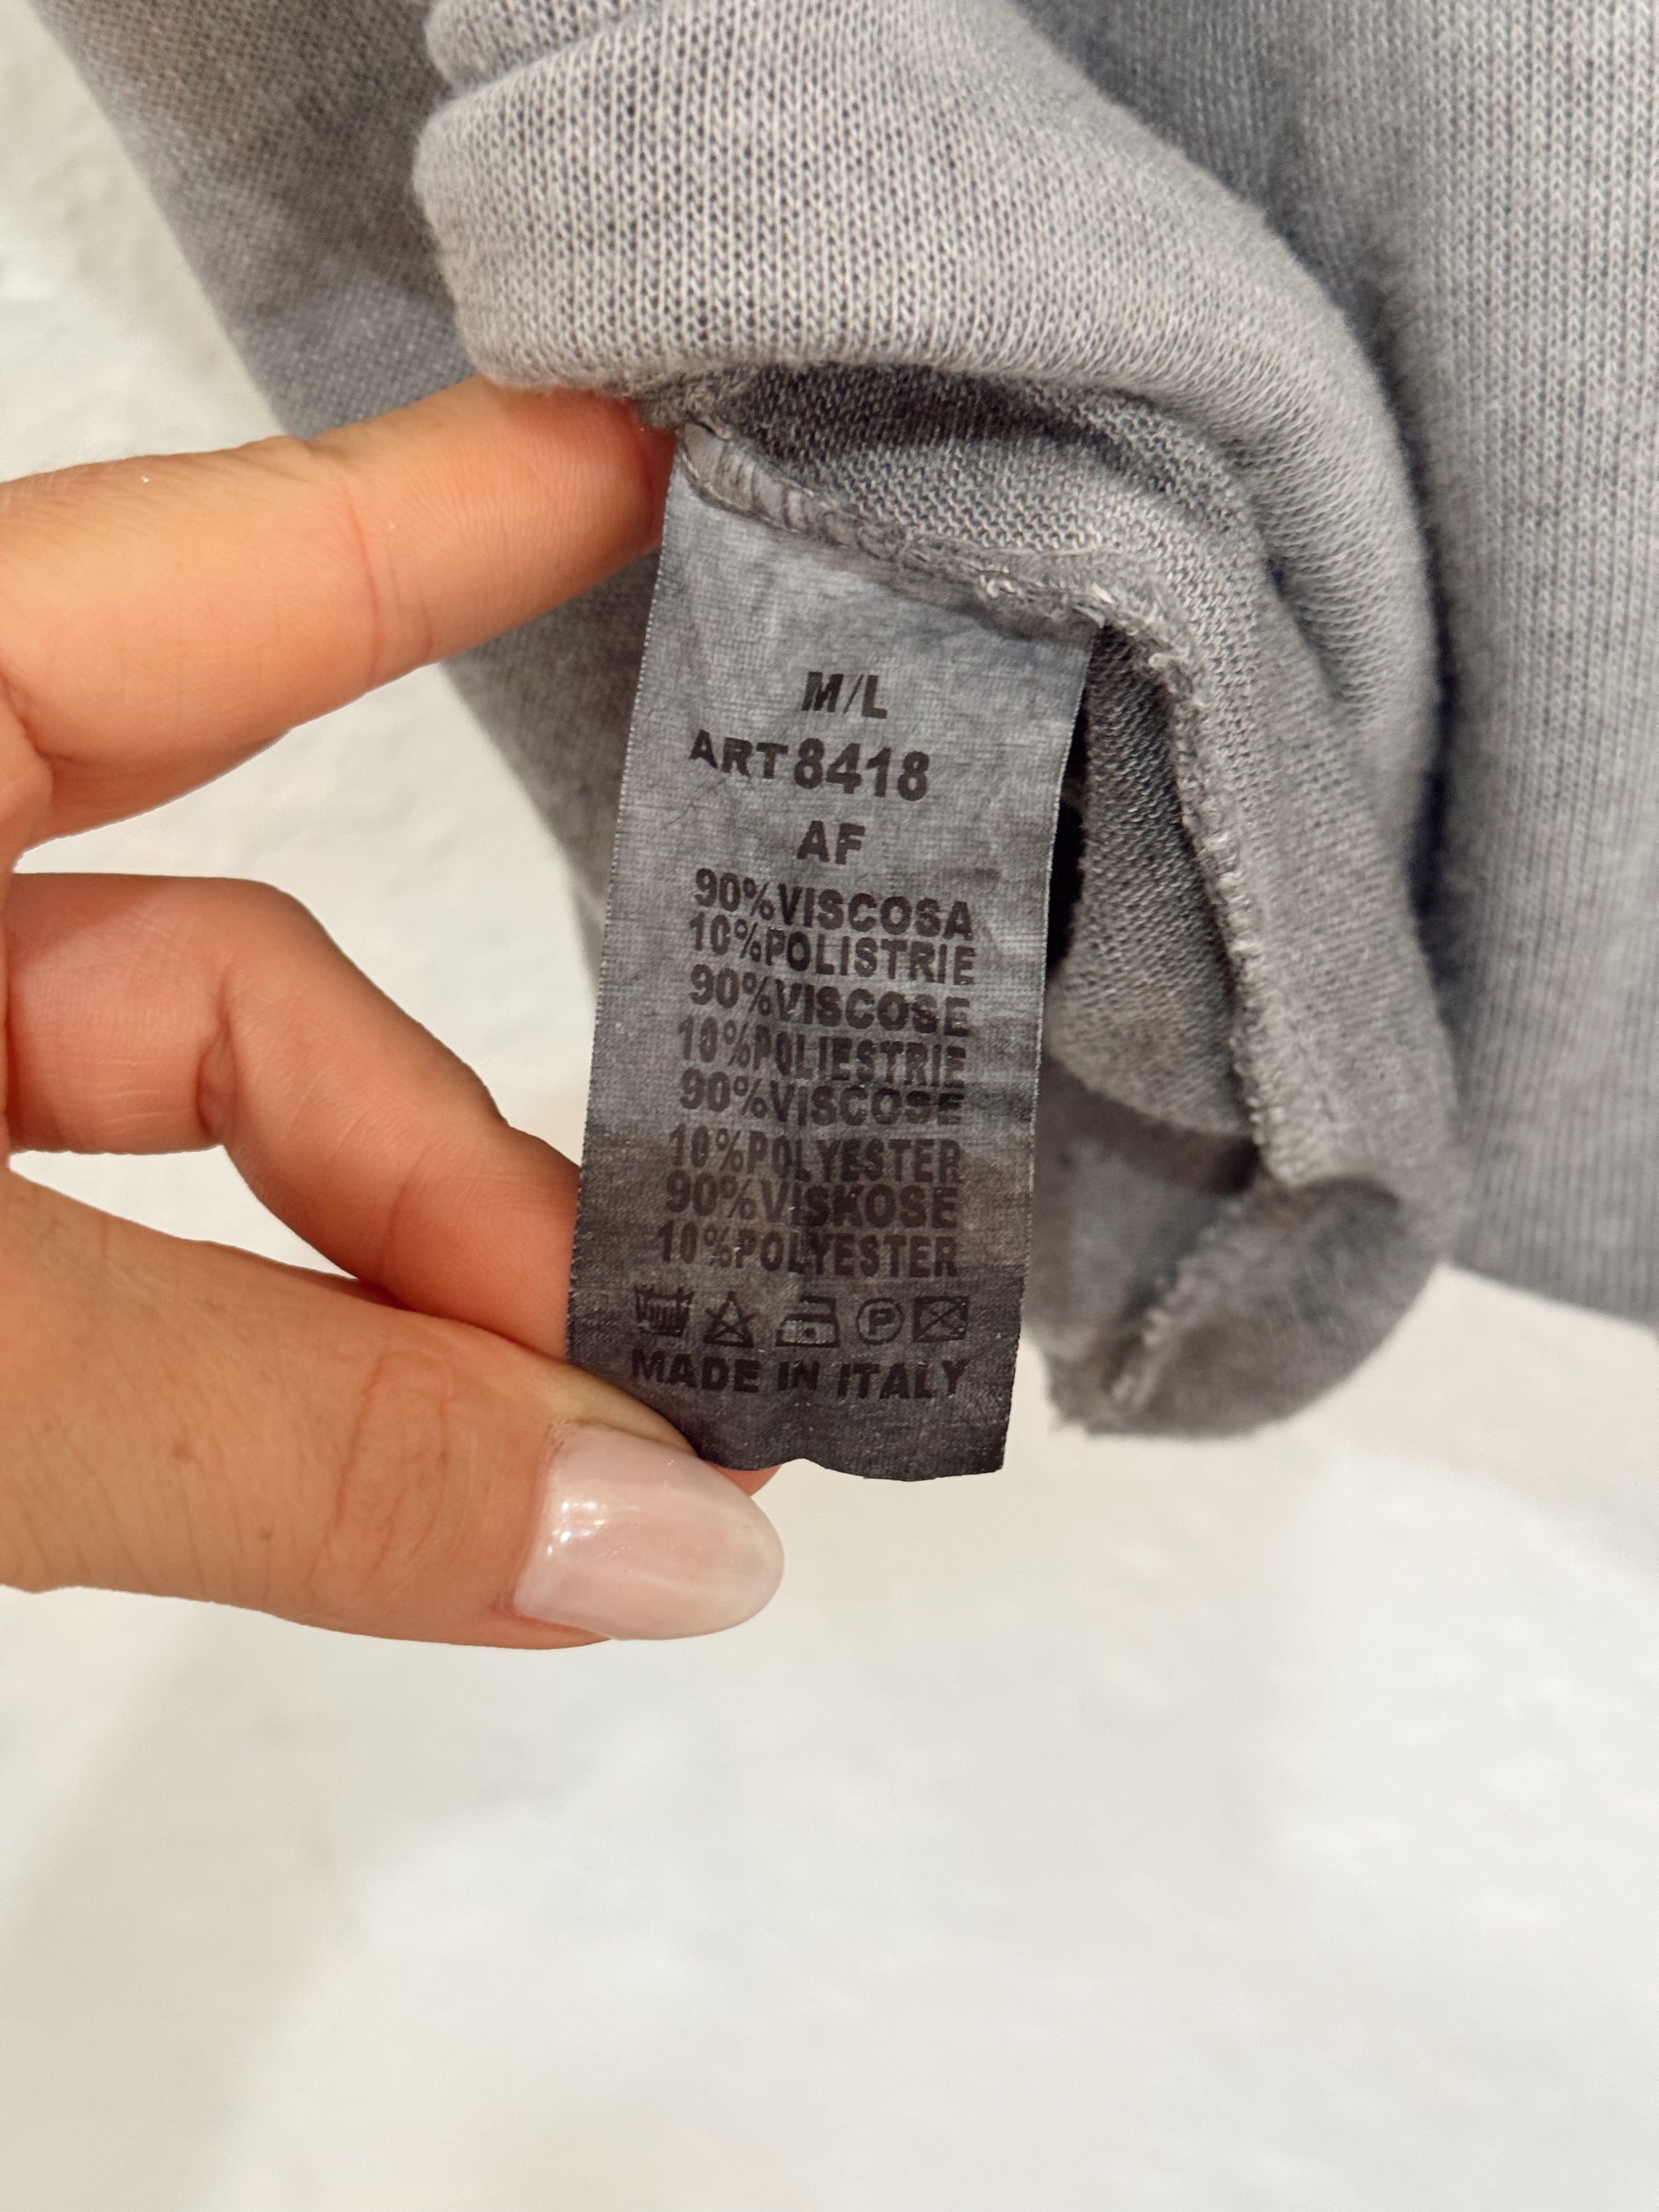 M/L
ART 8418
AF
90%VISCOSA
10%POLISTRIE
90%VISCOSE
10%POLIESTRIE
90%VISCOSE
10%POLYESTER
90%VISKOSE
10%POLYESTER
P
MADE IN ITALY